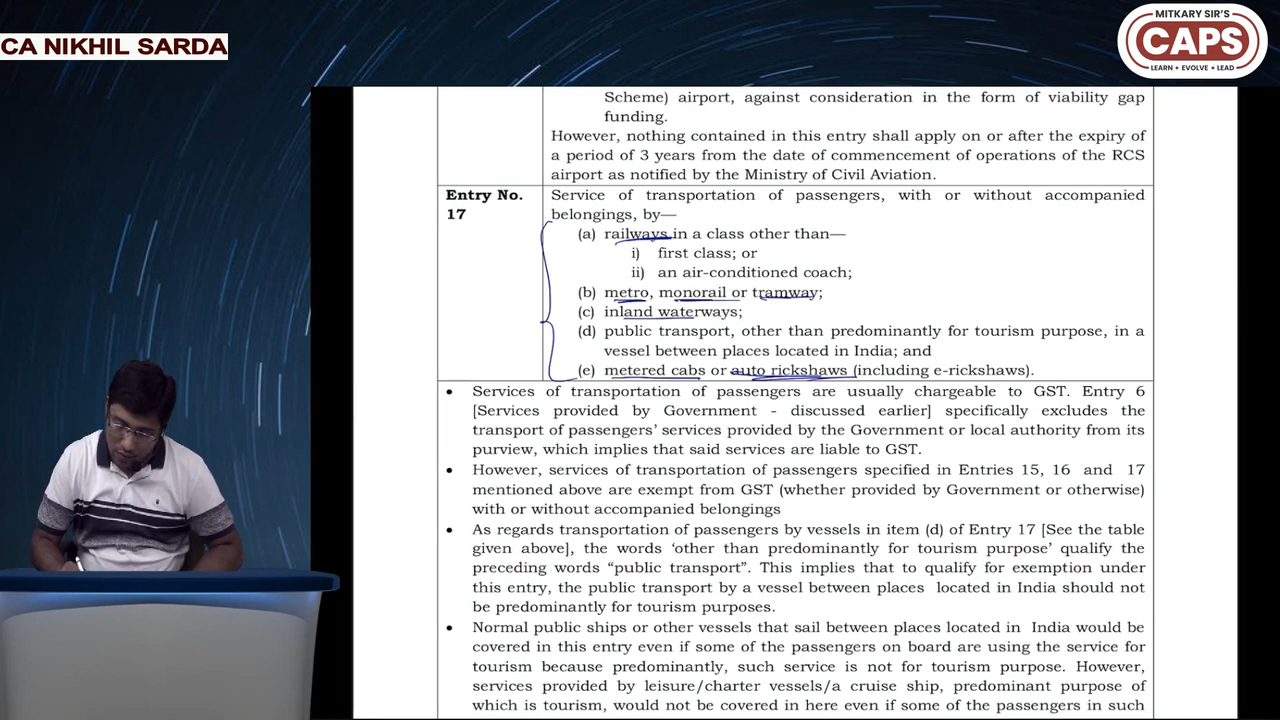 CA NIKHIL SARDA
MITKARY SIR'S
CAPS
LEARN • EVOLVE • LEAD
Scheme) airport, against consideration in the form of viability gap
funding.
However, nothing contained in this entry shall apply on or after the expiry of
a period of 3 years from the date of commencement of operations of the RCS
airport as notified by the Ministry of Civil Aviation.
Entry No.
17
Service of transportation of passengers, with or without accompanied
belongings, by—
(a) railways in a class other than—
i) first class; or
ii) an air-conditioned coach;
(b) metro, monorail or tramway;
(c) inland waterways;
(d) public transport, other than predominantly for tourism purpose, in a
vessel between places located in India; and
(e) metered cabs or auto rickshaws (including e-rickshaws).
• Services of transportation of passengers are usually chargeable to GST. Entry 6
[Services provided by Government - discussed earlier] specifically excludes the
transport of passengers' services provided by the Government or local authority from its
purview, which implies that said services are liable to GST.
• However, services of transportation of passengers specified in Entries 15, 16 and 17
mentioned above are exempt from GST (whether provided by Government or otherwise)
with or without accompanied belongings
• As regards transportation of passengers by vessels in item (d) of Entry 17 [See the table
given above], the words 'other than predominantly for tourism purpose' qualify the
preceding words "public transport". This implies that to qualify for exemption under
this entry, the public transport by a vessel between places located in India should not
be predominantly for tourism purposes.
• Normal public ships or other vessels that sail between places located in India would be
covered in this entry even if some of the passengers on board are using the service for
tourism because predominantly, such service is not for tourism purpose. However,
services provided by leisure/charter vessels/a cruise ship, predominant purpose of
which is tourism, would not be covered in here even if some of the passengers in such